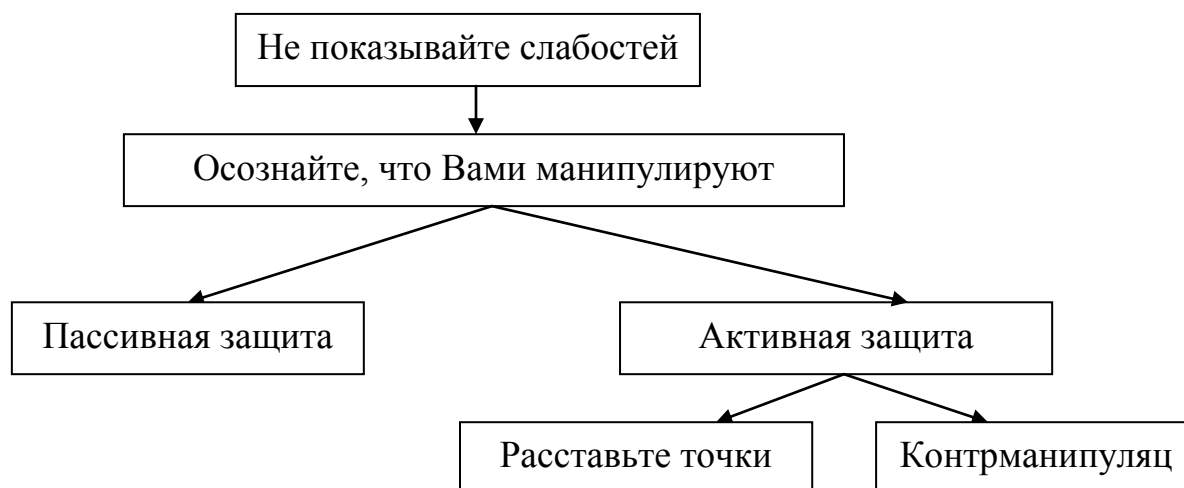 Не показывайте слабостей
Осознайте, что Вами манипулируют
Пассивная защита
Активная защита
Расставьте точки
Контрманипуляц